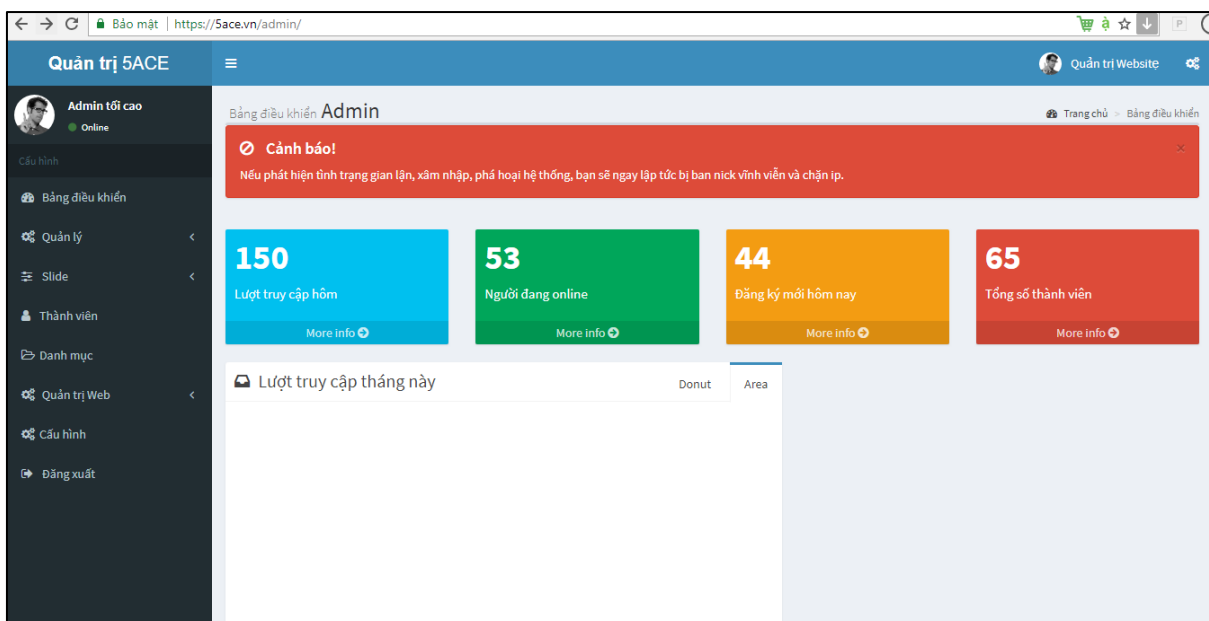 Bảo mật | https://5ace.vn/admin/
à
P
Quản trị 5ACE
Quản trị Website
Admin tối cao
Online
Cấu hình
Bảng điều khiển
Quản lý
Slide
Thành viên
Danh mục
Quản trị Web
Cấu hình
Đăng xuất
Bảng điều khiển Admin
Trang chủ > Bảng điều khiển
Cảnh báo!
×
Nếu phát hiện tình trạng gian lận, xâm nhập, phá hoại hệ thống, bạn sẽ ngay lập tức bị ban nick vĩnh viễn và chặn ip.
150
Lượt truy cập hôm
More info
53
Người đang online
More info
44
Đăng ký mới hôm nay
More info
65
Tổng số thành viên
More info
Lượt truy cập tháng này
Donut
Area